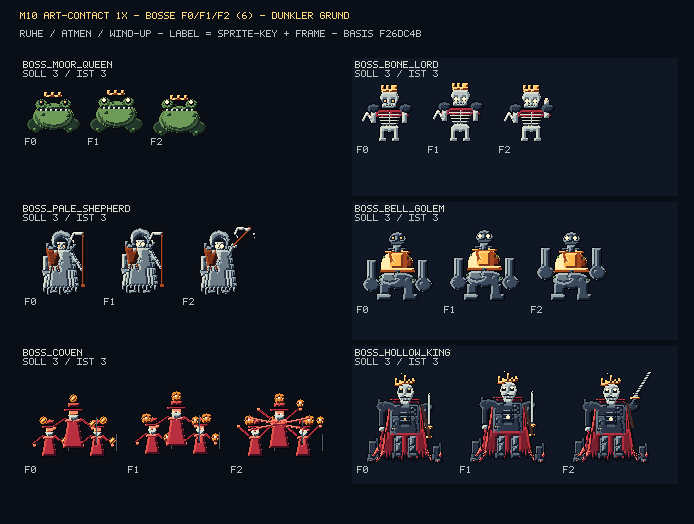 M10 ART-CONTACT 1X - BOSSE F0/F1/F2 (6) - DUNKLER GRUND
RUHE / ATMEN / WIND-UP - LABEL = SPRITE-KEY + FRAME - BASIS F26DC4B
BOSS_MOOR_QUEEN
SOLL 3 / IST 3
F0 F1 F2
BOSS_BONE_LORD
SOLL 3 / IST 3
F0 F1 F2
BOSS_PALE_SHEPHERD
SOLL 3 / IST 3
F0 F1 F2
BOSS_BELL_GOLEM
SOLL 3 / IST 3
F0 F1 F2
BOSS_COVEN
SOLL 3 / IST 3
F0 F1 F2
BOSS_HOLLOW_KING
SOLL 3 / IST 3
F0 F1 F2